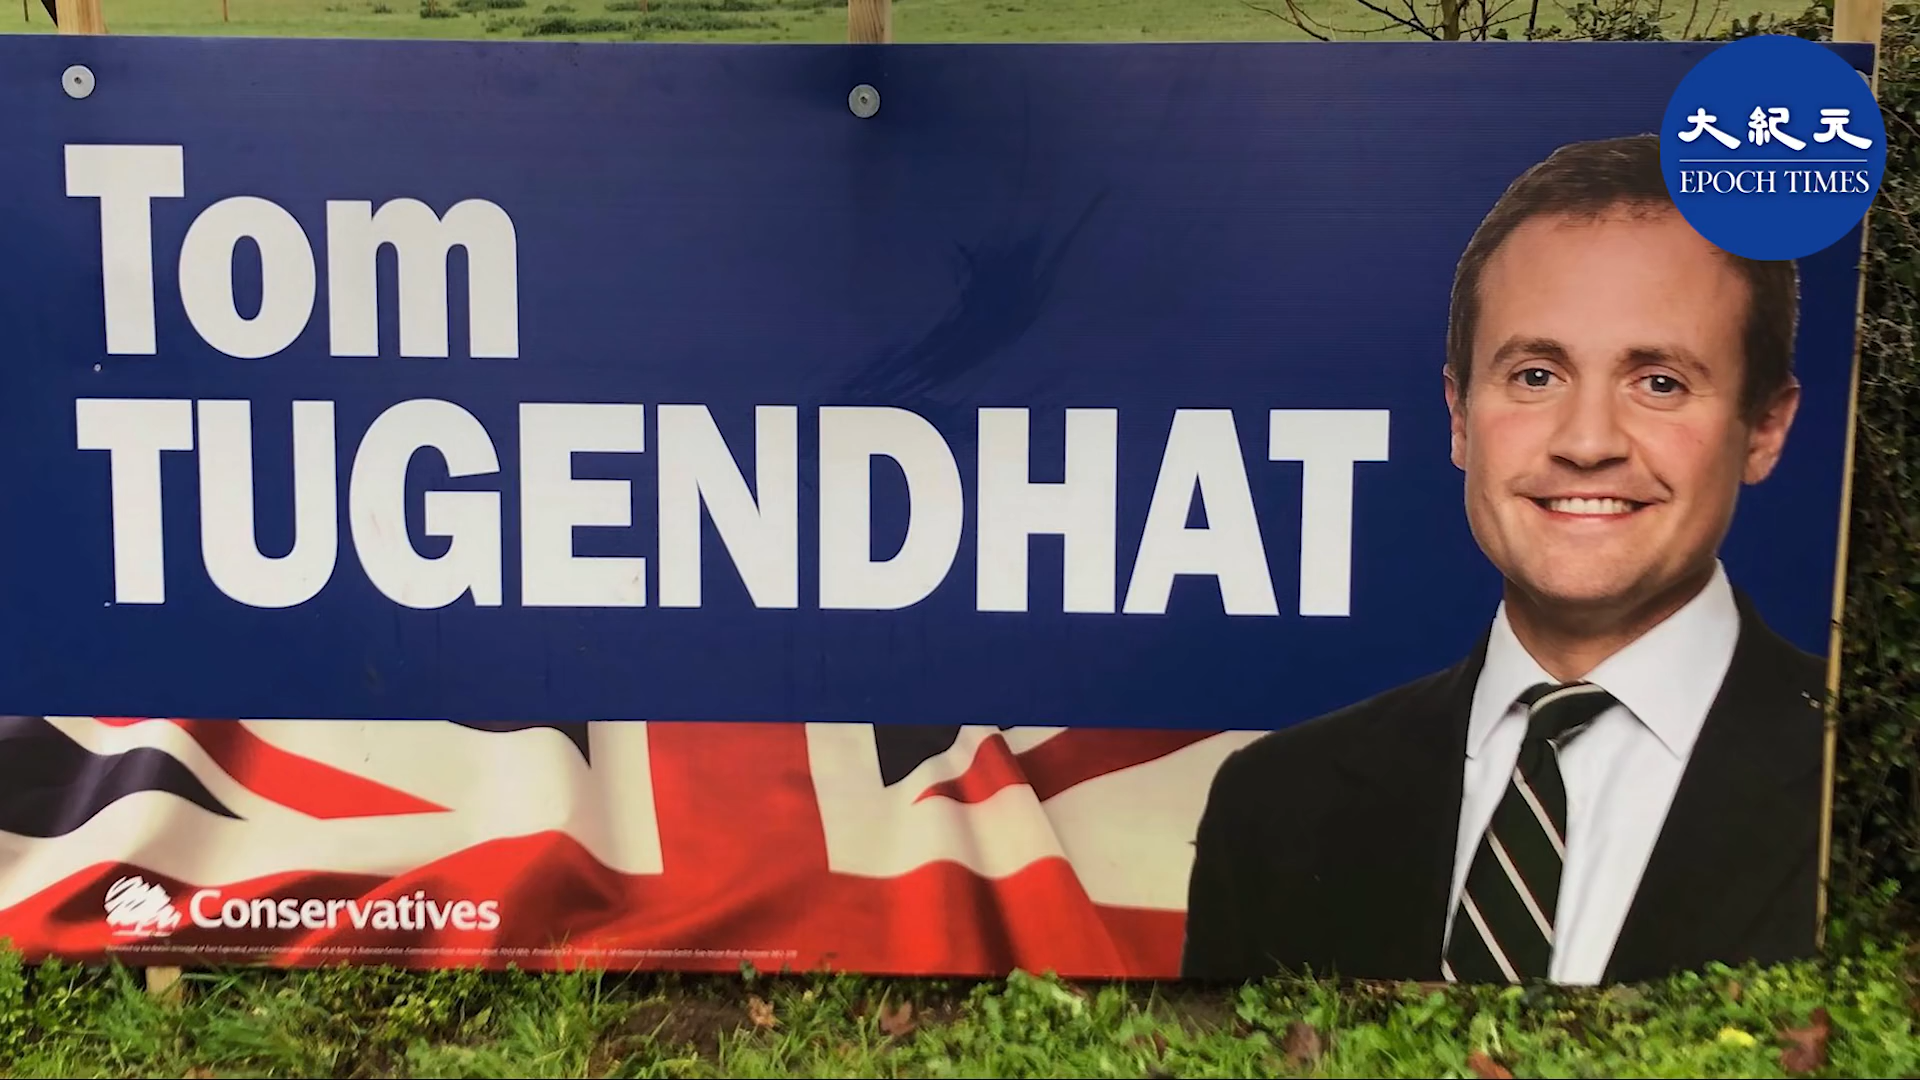 大紀元
EPOCH TIMES
Tom
TUGENDHAT
Conservatives